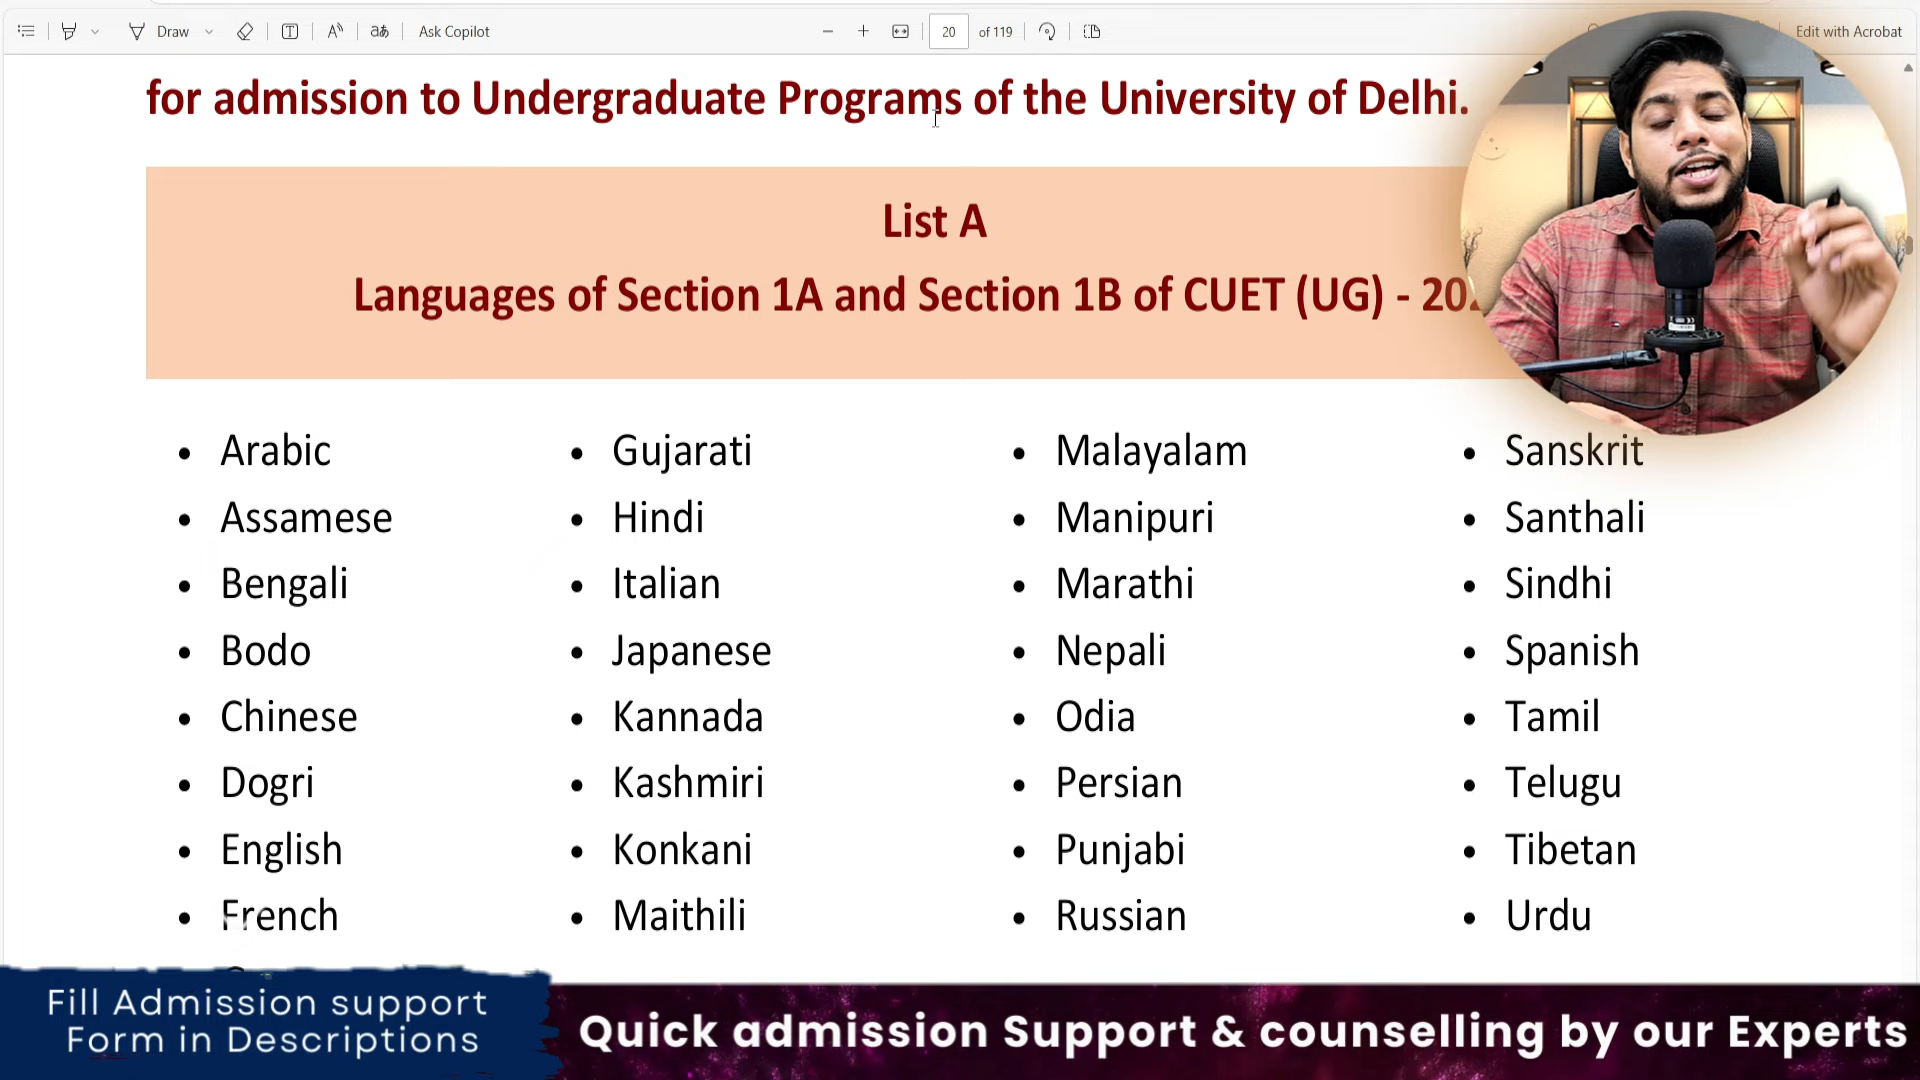 Draw
Ask Copilot
20
of 119
Edit with Acrobat
for admission to Undergraduate Programs of the University of Delhi.
List A
Languages of Section 1A and Section 1B of CUET (UG) -
Arabic
Assamese
Bengali
Bodo
Chinese
Dogri
English
French
Gujarati
Hindi
Italian
Japanese
Kannada
Kashmiri
Konkani
Maithili
Malayalam
Manipuri
Marathi
Nepali
Odia
Persian
Punjabi
Russian
Sanskrit
Santhali
Sindhi
Spanish
Tamil
Telugu
Tibetan
Urdu
Fill Admission support
Form in Descriptions
Quick admission Support & counselling by our Experts